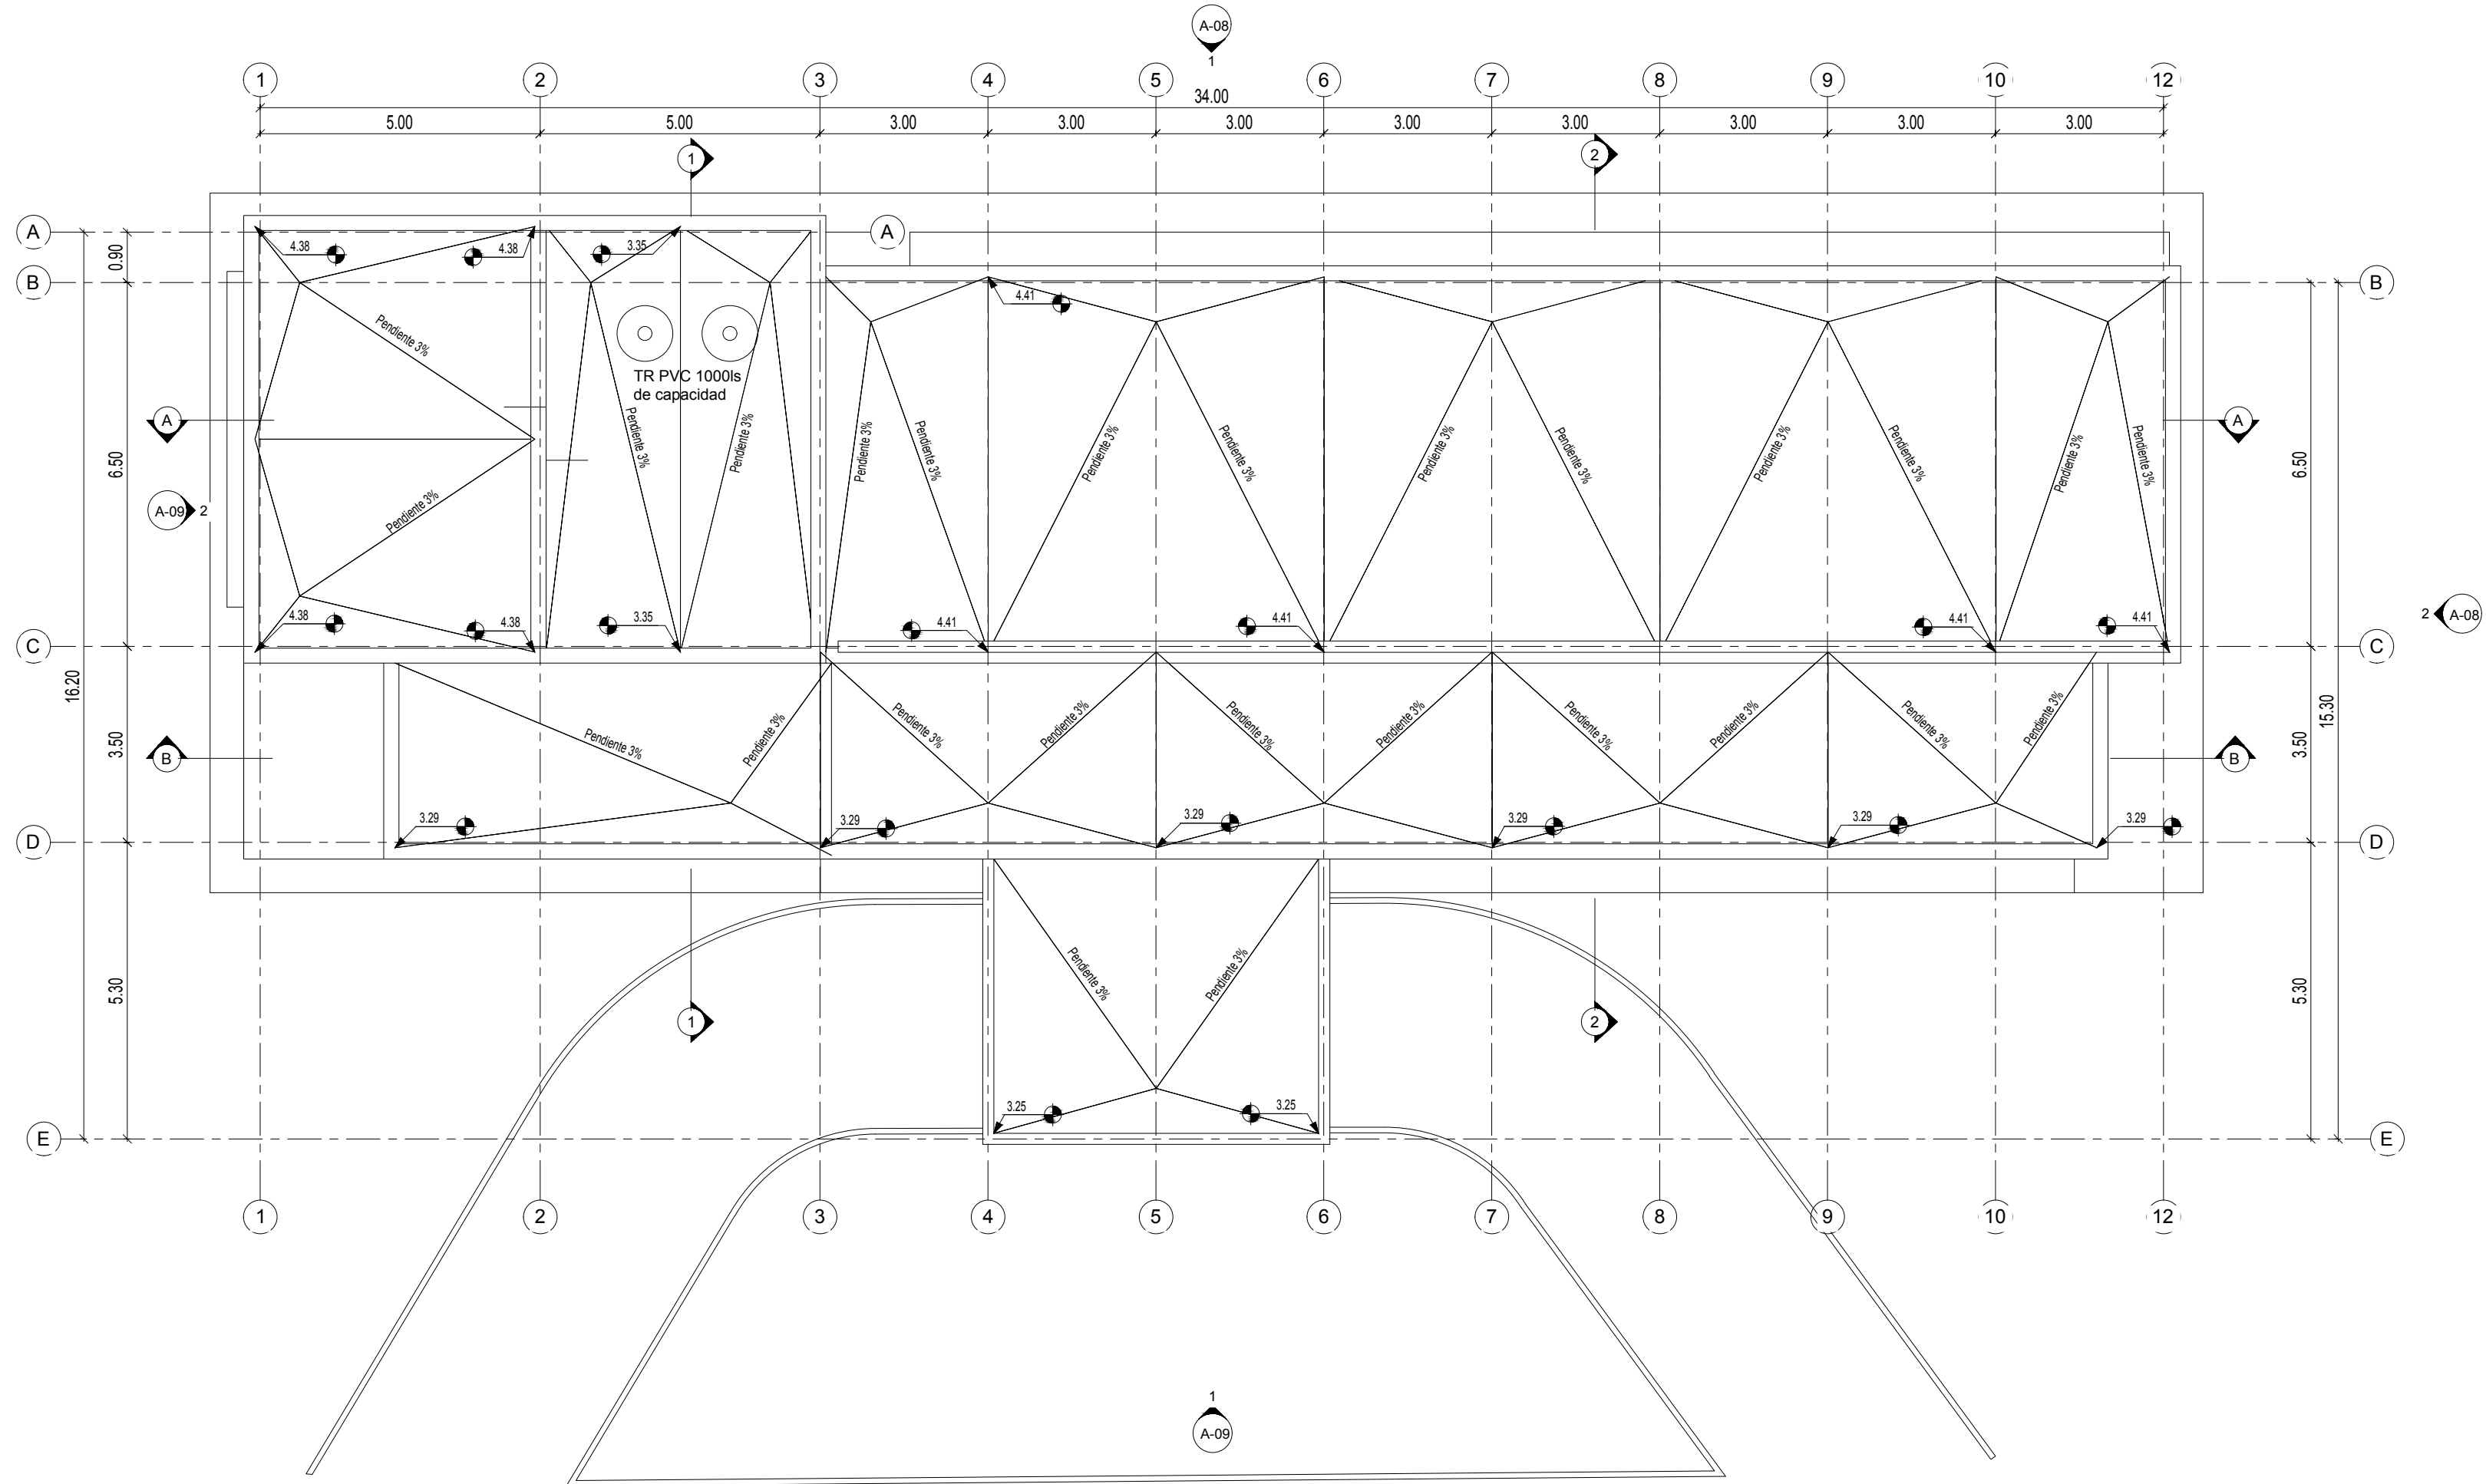 A-08
1
1 2 3 4 5 6 7 8 9 10 12
34.00
5.00 5.00 3.00 3.00 3.00 3.00 3.00 3.00 3.00 3.00
1 2
A A
4.38 4.38 3.35
0.90
B B
4.41
Pendiente 3%
TR PVC 1000ls
de capacidad
A A
Pendiente 3% Pendiente 3% Pendiente 3% Pendiente 3% Pendiente 3% Pendiente 3% Pendiente 3% Pendiente 3% Pendiente 3% Pendiente 3% Pendiente 3% Pendiente 3%
6.50 6.50
Pendiente 3%
A-09 2
2 A-08
4.38 4.38 3.35 4.41 4.41 4.41 4.41
C C
16.20 15.30
Pendiente 3% Pendiente 3% Pendiente 3% Pendiente 3% Pendiente 3% Pendiente 3% Pendiente 3% Pendiente 3% Pendiente 3% Pendiente 3%
3.50 3.50
B B
3.29 3.29 3.29 3.29 3.29 3.29
D D
Pendiente 3% Pendiente 3%
5.30 5.30
1 2
3.25 3.25
E E
1 2 3 4 5 6 7 8 9 10 12
1
A-09